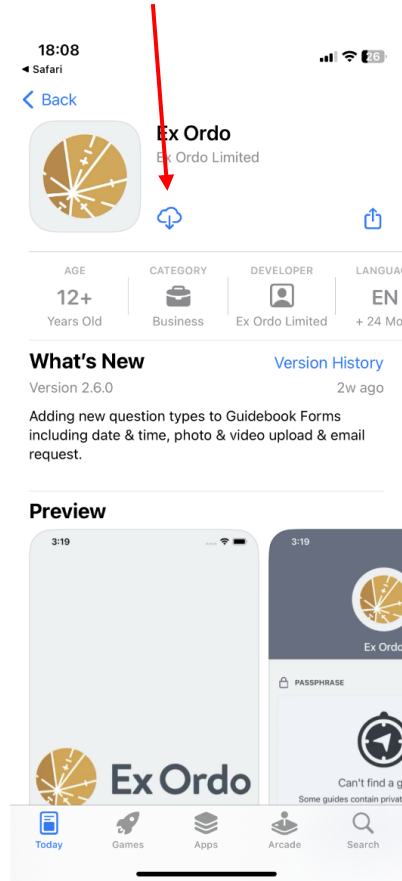 18:08
26
Safari
Back
Ex Ordo
Ex Ordo Limited
AGE
12+
Years Old
CATEGORY
Business
DEVELOPER
Ex Ordo Limited
LANGUA
EN
+ 24 Mo
What's New
Version History
Version 2.6.0
2w ago
Adding new question types to Guidebook Forms
including date & time, photo & video upload & email
request.
Preview
3:19
Ex Ordo
3:19
Ex Ordo
PASSPHRASE
Can't find a g
Some guides contain privat
Today
Games
Apps
Arcade
Search